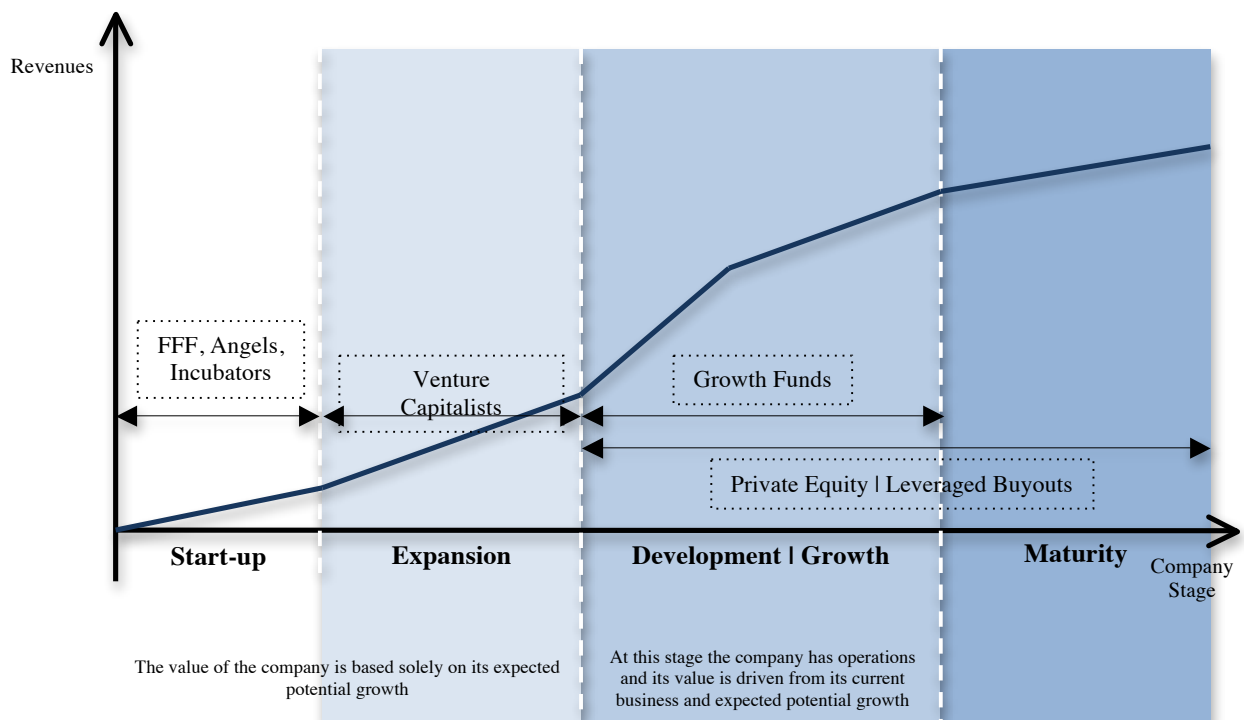 Revenues
FFF, Angels,
Incubators
Venture
Capitalists
Growth Funds
Private Equity | Leveraged Buyouts
Start-up
Expansion
Development | Growth
Maturity
Company
Stage
The value of the company is based solely on its expected
potential growth
At this stage the company has operations
and its value is driven from its current
business and expected potential growth